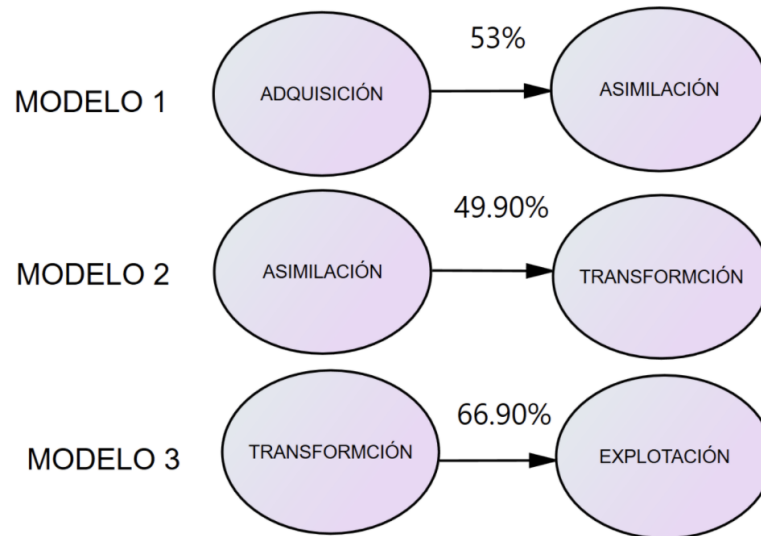 53%
MODELO 1
ADQUISICIÓN
ASIMILACIÓN
49.90%
MODELO 2
ASIMILACIÓN
TRANSFORMCIÓN
66.90%
MODELO 3
TRANSFORMCIÓN
EXPLOTACIÓN